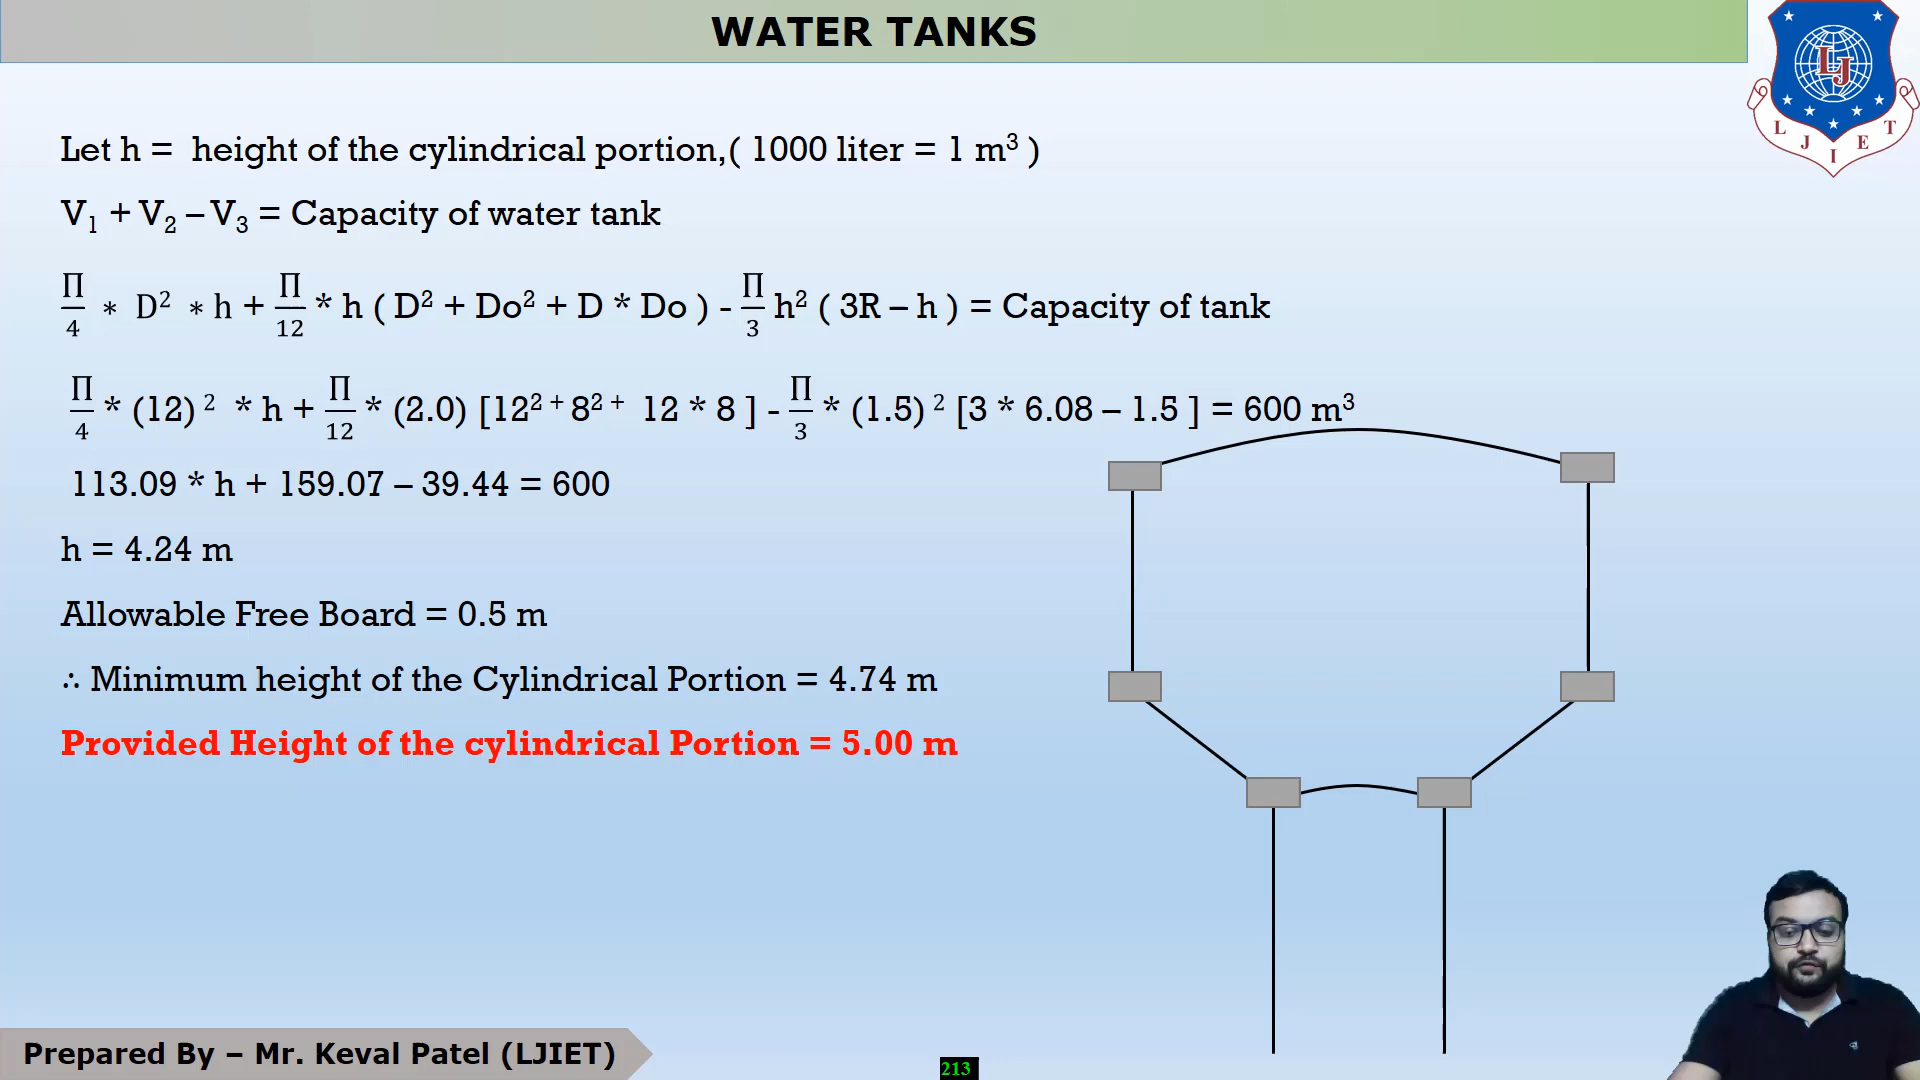 WATER TANKS
L J I E T
LJ
Let h = height of the cylindrical portion,( 1000 liter = 1 m³ )
V₁ + V₂ – V₃ = Capacity of water tank
Π/4 * D² * h + Π/12 * h ( D² + Do² + D * Do ) - Π/3 h² ( 3R – h ) = Capacity of tank
Π/4 * (12) ² * h + Π/12 * (2.0) [12²⁺ 8²⁺ 12 * 8 ] - Π/3 * (1.5) ² [3 * 6.08 – 1.5 ] = 600 m³
113.09 * h + 159.07 – 39.44 = 600
h = 4.24 m
Allowable Free Board = 0.5 m
∴ Minimum height of the Cylindrical Portion = 4.74 m
Provided Height of the cylindrical Portion = 5.00 m
Prepared By – Mr. Keval Patel (LJIET)
213